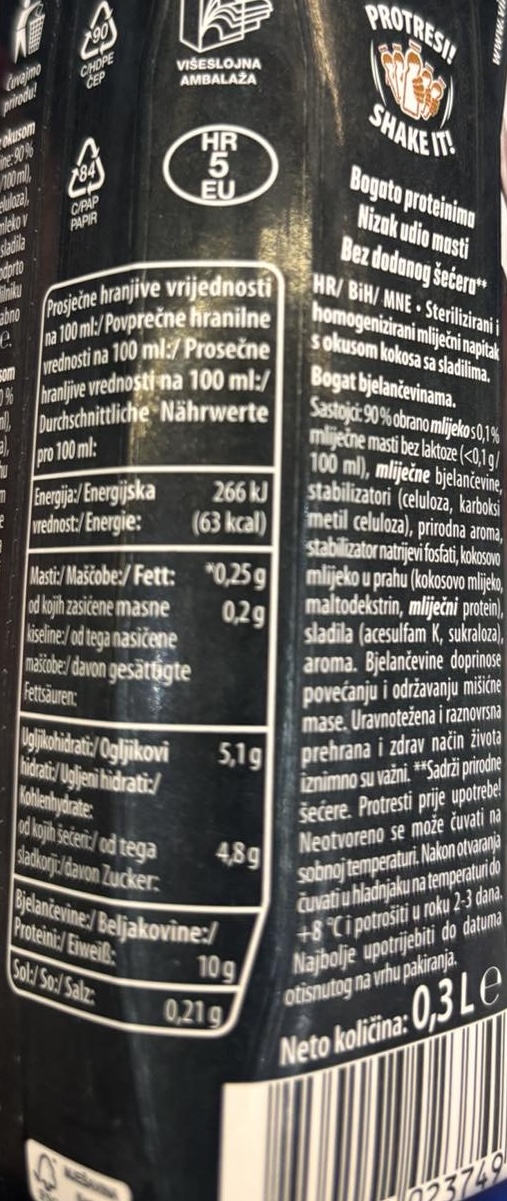 PROTRESI!
SHAKE IT!
90
C/HDPE
ČEP
VIŠESLOJNA
AMBALAŽA
Čuvajmo
prirodu!
84
C/PAP
PAPIR
HR
5
EU
Bogato proteinima
Nizak udio masti
Bez dodanog šećera**
Prosječne hranjive vrijednosti
na 100 ml:/Povprečne hranilne
vrednosti na 100 ml:/ Prosečne
hranljive vrednosti na 100 ml:/
Durchschnittliche Nährwerte
pro 100 ml:
Energija:/Energijska 266 kJ
vrednost:/Energie: (63 kcal)
Masti:/Maščobe:/ Fett: *0,25 g
od kojih zasićene masne 0,2 g
kiseline:/od tega nasičene
maščobe:/davon gesättigte
Fettsäuren:
Ugljikohidrati:/Ogljikovi 5,1 g
hidrati:/Ugljeni hidrati:/
Kohlenhydrate:
od kojih šećeri:/ od tega 4,8 g
sladkorji:/davon Zucker:
Bjelančevine:/ Beljakovine:/
Proteini:/ Eiweiß: 10 g
Sol:/ So:/ Salz: 0,21 g
HR/ BiH/ MNE • Sterilizirani i
homogenizirani mliječni napitak
s okusom kokosa sa sladilima.
Bogat bjelančevinama.
Sastojci: 90 % obrano mlijeko s 0,1 %
mliječne masti bez laktoze (<0,1 g /
100 ml), mliječne bjelančevine,
stabilizatori (celuloza, karboksi
metil celuloza), prirodna aroma,
stabilizator natrijevi fosfati, kokosovo
mlijeko u prahu (kokosovo mlijeko,
maltodekstrin, mliječni protein),
sladila (acesulfam K, sukraloza),
aroma. Bjelančevine doprinose
povećanju i održavanju mišićne
mase. Uravnotežena i raznovrsna
prehrana i zdrav način života
iznimno su važni. **Sadrži prirodne
šećere. Protresti prije upotrebe!
Neotvoreno se može čuvati na
sobnoj temperaturi. Nakon otvaranja
čuvati u hladnjaku na temperaturi do
+8 °C i potrošiti u roku 2-3 dana.
Najbolje upotrijebiti do datuma
otisnutog na vrhu pakiranja.
Neto količina: 0,3 L e
23749